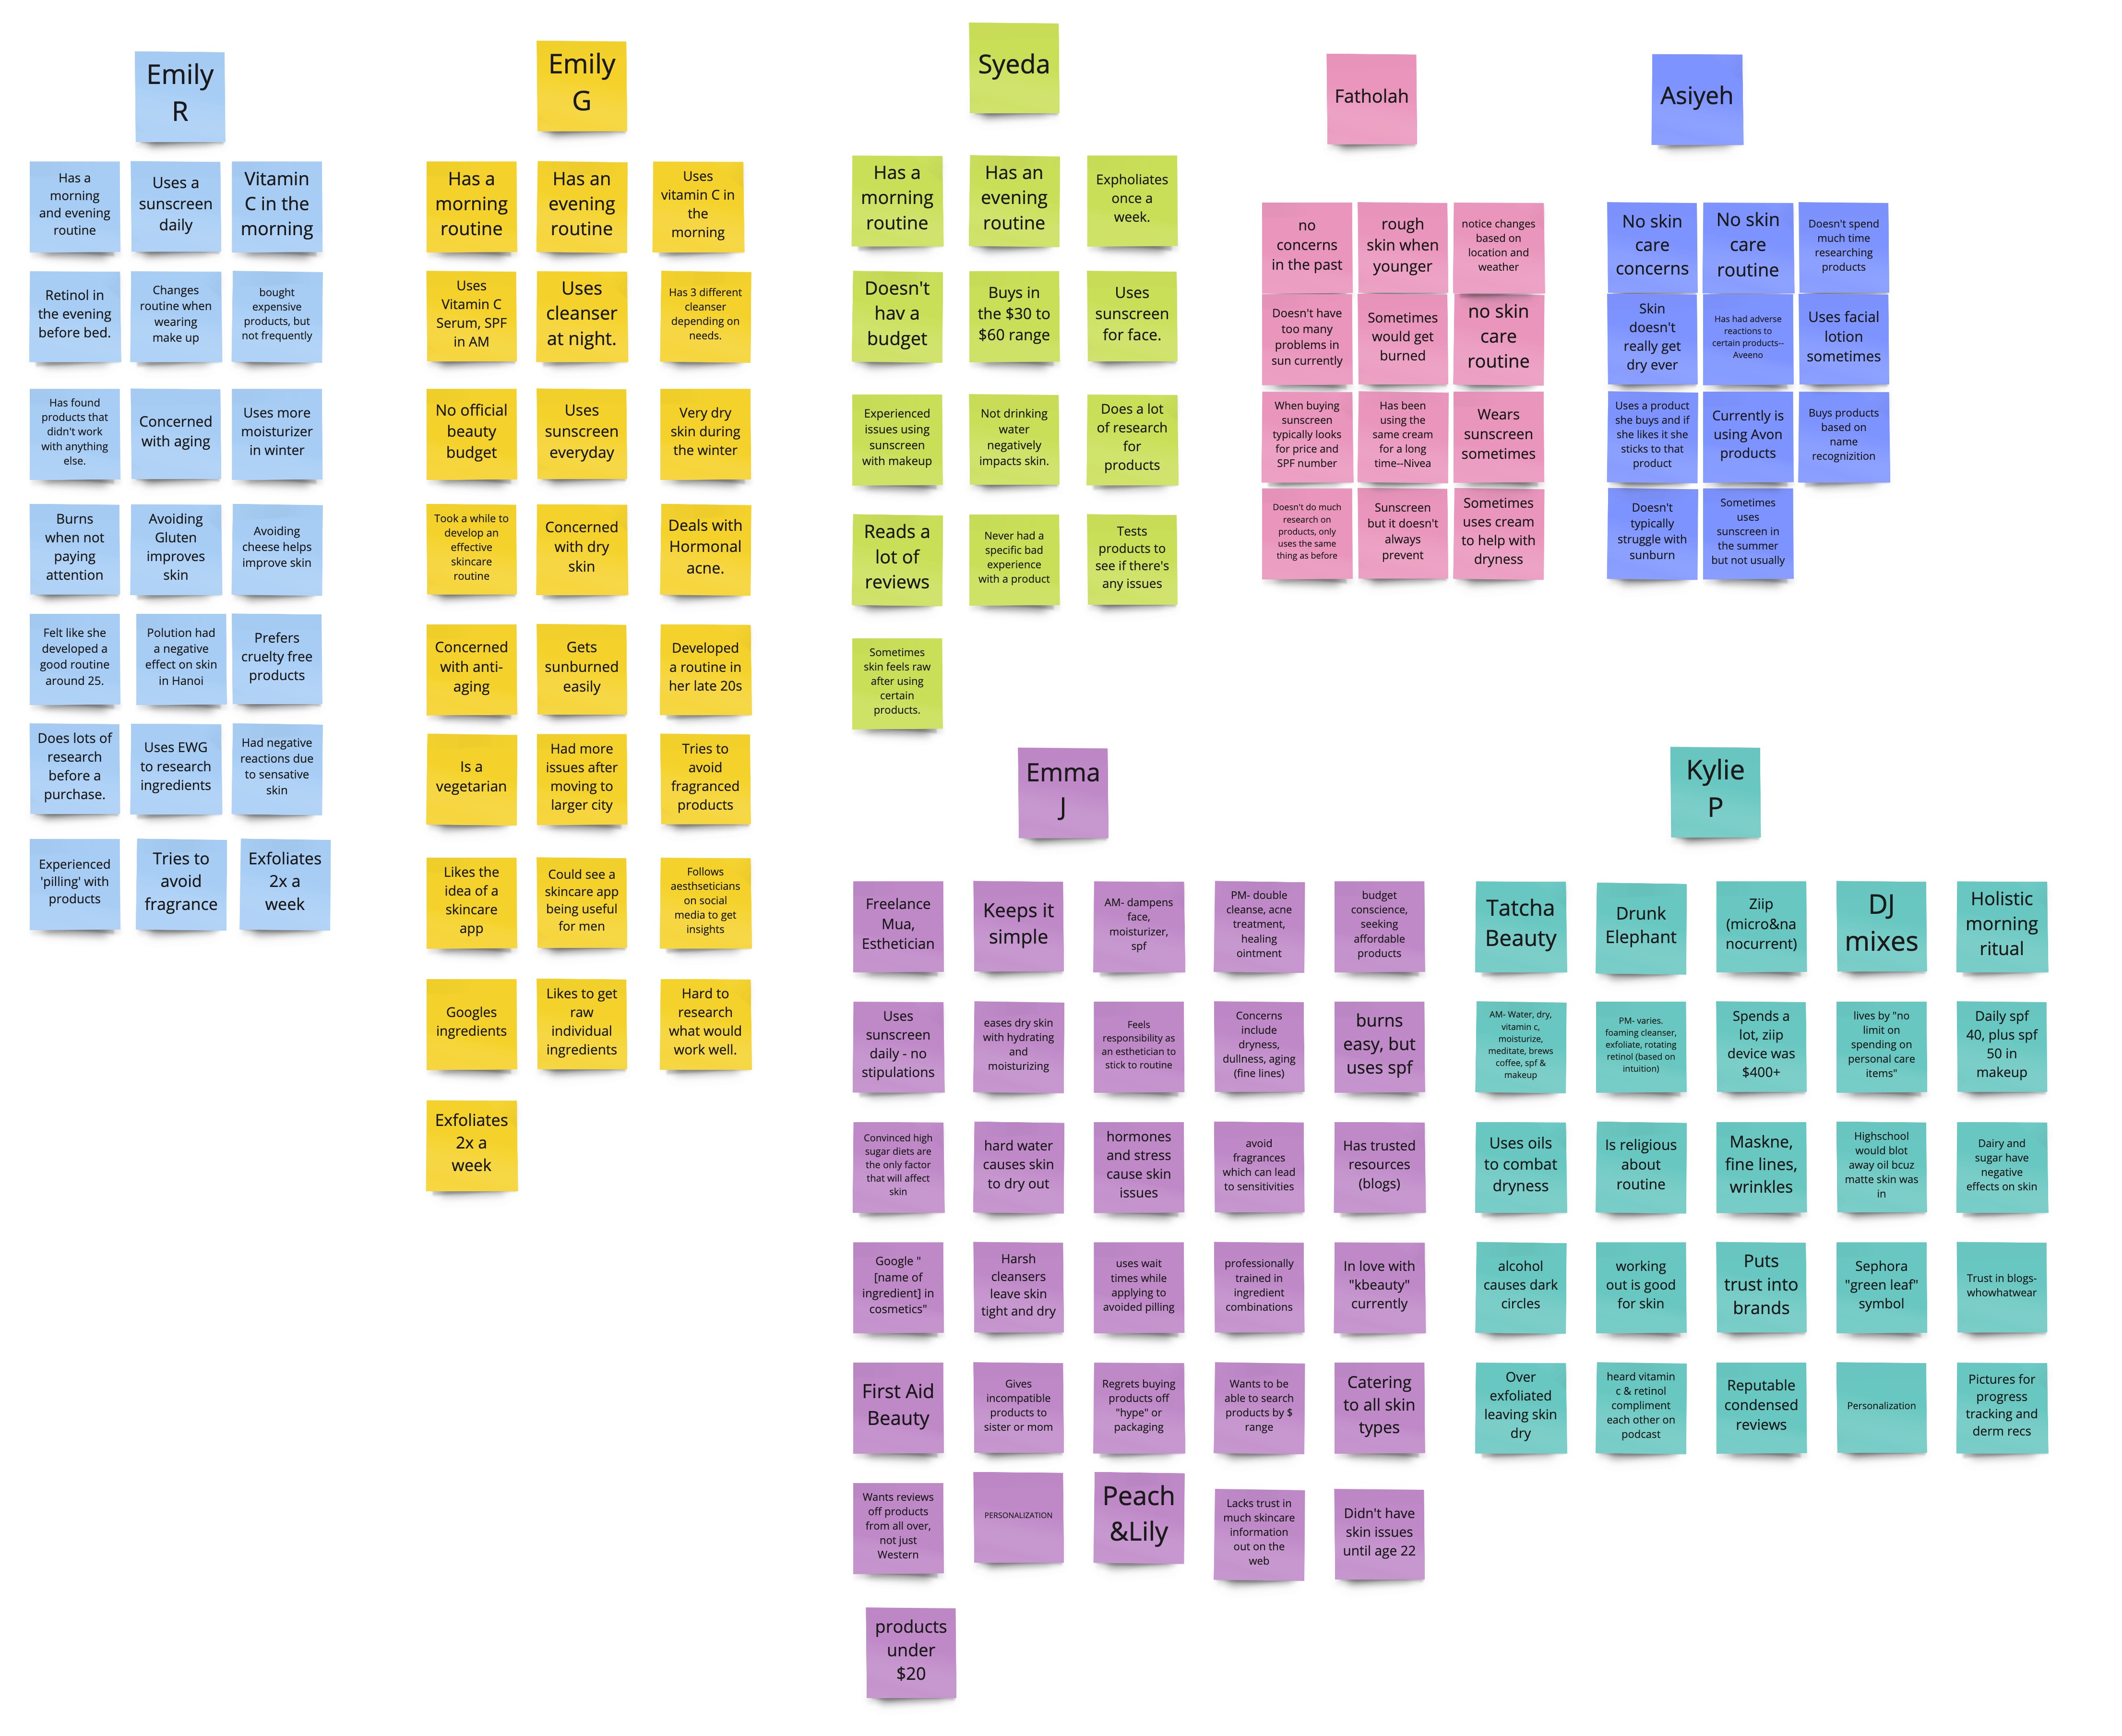 Emily
R
Has a
morning
and evening
routine
Uses a
sunscreen
daily
Vitamin
C in the
morning
Retinol in
the evening
before bed.
Changes
routine when
wearing
make up
bought
expensive
products, but
not frequently
Has found
products that
didn't work
with anything
else.
Concerned
with aging
Uses more
moisturizer
in winter
Burns
when not
paying
attention
Avoiding
Gluten
improves
skin
Avoiding
cheese helps
improve skin
Felt like she
developed a
good routine
around 25.
Polution had
a negative
effect on skin
in Hanoi
Prefers
cruelty free
products
Does lots of
research
before a
purchase.
Uses EWG
to research
ingredients
Had negative
reactions due
to sensative
skin
Experienced
'pilling' with
products
Tries to
avoid
fragrance
Exfoliates
2x a
week
Emily
G
Has a
morning
routine
Has an
evening
routine
Uses
vitamin C in
the
morning
Uses
Vitamin C
Serum, SPF
in AM
Uses
cleanser
at night.
Has 3 different
cleanser
depending on
needs.
No official
beauty
budget
Uses
sunscreen
everyday
Very dry
skin during
the winter
Took a while to
develop an
effective
skincare
routine
Concerned
with dry
skin
Deals with
Hormonal
acne.
Concerned
with anti-
aging
Gets
sunburned
easily
Developed
a routine in
her late 20s
Is a
vegetarian
Had more
issues after
moving to
larger city
Tries to
avoid
fragranced
products
Likes the
idea of a
skincare
app
Could see a
skincare app
being useful
for men
Follows
aesthseticians
on social
media to get
insights
Googles
ingredients
Likes to get
raw
individual
ingredients
Hard to
research
what would
work well.
Exfoliates
2x a
week
Syeda
Has a
morning
routine
Has an
evening
routine
Expholiates
once a
week.
Doesn't
hav a
budget
Buys in
the $30 to
$60 range
Uses
sunscreen
for face.
Experienced
issues using
sunscreen
with makeup
Not drinking
water
negatively
impacts skin.
Does a lot
of research
for
products
Reads a
lot of
reviews
Never had a
specific bad
experience
with a product
Tests
products to
see if there's
any issues
Sometimes
skin feels raw
after using
certain
products.
Fatholah
no
concerns
in the past
rough
skin when
younger
notice changes
based on
location and
weather
Doesn't have
too many
problems in
sun currently
Sometimes
would get
burned
no skin
care
routine
When buying
sunscreen
typically looks
for price and
SPF number
Has been
using the
same cream
for a long
time--Nivea
Wears
sunscreen
sometimes
Doesn't do much
research on
products, only
uses the same
thing as before
Sunscreen
but it doesn't
always
prevent
Sometimes
uses cream
to help with
dryness
Asiyeh
No skin
care
concerns
No skin
care
routine
Doesn't spend
much time
researching
products
Skin
doesn't
really get
dry ever
Has had adverse
reactions to
certain products--
Aveeno
Uses facial
lotion
sometimes
Uses a product
she buys and if
she likes it she
sticks to that
product
Currently is
using Avon
products
Buys products
based on
name
recognizition
Doesn't
typically
struggle with
sunburn
Sometimes
uses
sunscreen in
the summer
but not usually
Emma
J
Freelance
Mua,
Esthetician
Keeps it
simple
AM- dampens
face,
moisturizer,
spf
PM- double
cleanse, acne
treatment,
healing
ointment
budget
conscience,
seeking
affordable
products
Uses
sunscreen
daily - no
stipulations
eases dry skin
with hydrating
and
moisturizing
Feels
responsibility as
an esthetician to
stick to routine
Concerns
include
dryness,
dullness, aging
(fine lines)
burns
easy, but
uses spf
Convinced high
sugar diets are
the only factor
that will affect
skin
hard water
causes skin
to dry out
hormones
and stress
cause skin
issues
avoid
fragrances
which can lead
to sensitivities
Has trusted
resources
(blogs)
Google "
[name of
ingredient] in
cosmetics"
Harsh
cleansers
leave skin
tight and dry
uses wait
times while
applying to
avoided pilling
professionally
trained in
ingredient
combinations
In love with
"kbeauty"
currently
First Aid
Beauty
Gives
incompatible
products to
sister or mom
Regrets buying
products off
"hype" or
packaging
Wants to be
able to search
products by $
range
Catering
to all skin
types
Wants reviews
off products
from all over,
not just
Western
PERSONALIZATION
Peach
&Lily
Lacks trust in
much skincare
information
out on the
web
Didn't have
skin issues
until age 22
products
under
$20
Kylie
P
Tatcha
Beauty
Drunk
Elephant
Ziip
(micro&na
nocurrent)
DJ
mixes
Holistic
morning
ritual
AM- Water, dry,
vitamin c,
moisturize,
meditate, brews
coffee, spf &
makeup
PM- varies.
foaming cleanser,
exfoliate, rotating
retinol (based on
intuition)
Spends a
lot, ziip
device was
$400+
lives by "no
limit on
spending on
personal care
items"
Daily spf
40, plus spf
50 in
makeup
Uses oils
to combat
dryness
Is religious
about
routine
Maskne,
fine lines,
wrinkles
Highschool
would blot
away oil bcuz
matte skin was
in
Dairy and
sugar have
negative
effects on skin
alcohol
causes dark
circles
working
out is good
for skin
Puts
trust into
brands
Sephora
"green leaf"
symbol
Trust in blogs-
whowhatwear
Over
exfoliated
leaving skin
dry
heard vitamin
c & retinol
compliment
each other on
podcast
Reputable
condensed
reviews
Personalization
Pictures for
progress
tracking and
derm recs